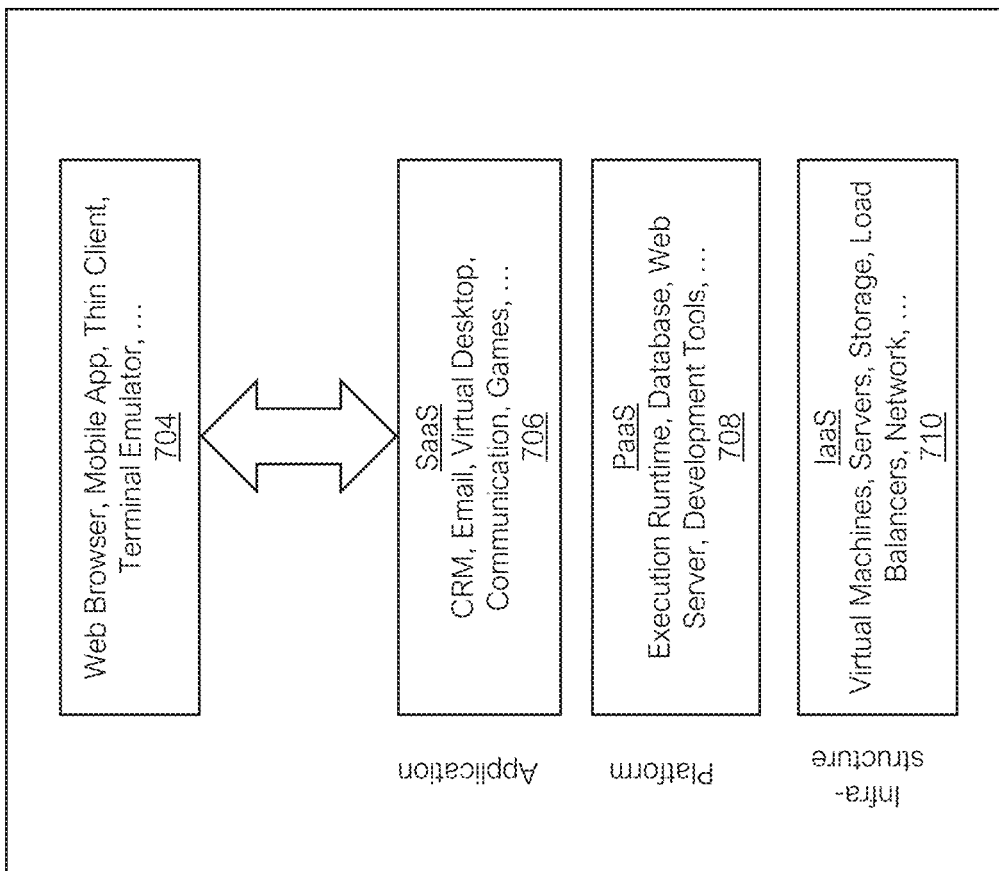 Web Browser, Mobile App, Thin Client,
Terminal Emulator, ...
704
Application
SaaS
CRM, Email, Virtual Desktop,
Communication, Games, ...
706
Platform
PaaS
Execution Runtime, Database, Web
Server, Development Tools, ...
708
Infra-
structure
IaaS
Virtual Machines, Servers, Storage, Load
Balancers, Network, ...
710